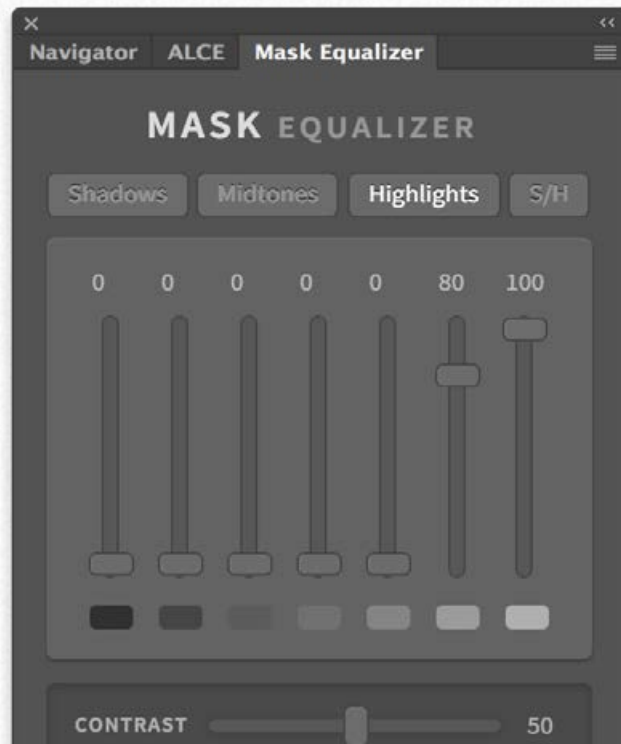 Navigator ALCE Mask Equalizer
MASK EQUALIZER
Shadows Midtones Highlights S/H
0 0 0 0 0 80 100
CONTRAST 50